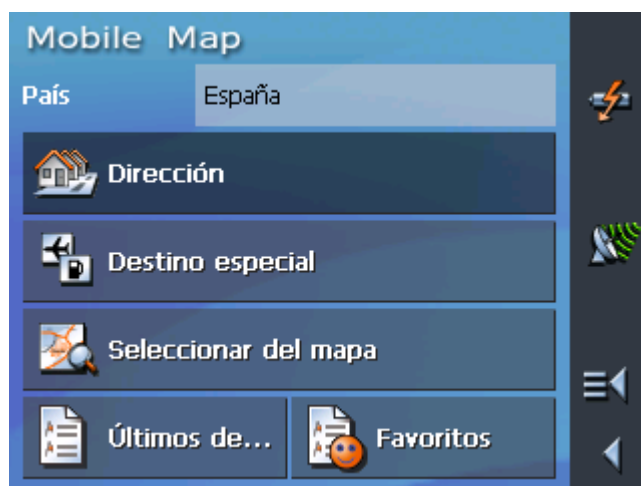 Mobile Map
País España
Dirección
Destino especial
Seleccionar del mapa
Últimos de... Favoritos